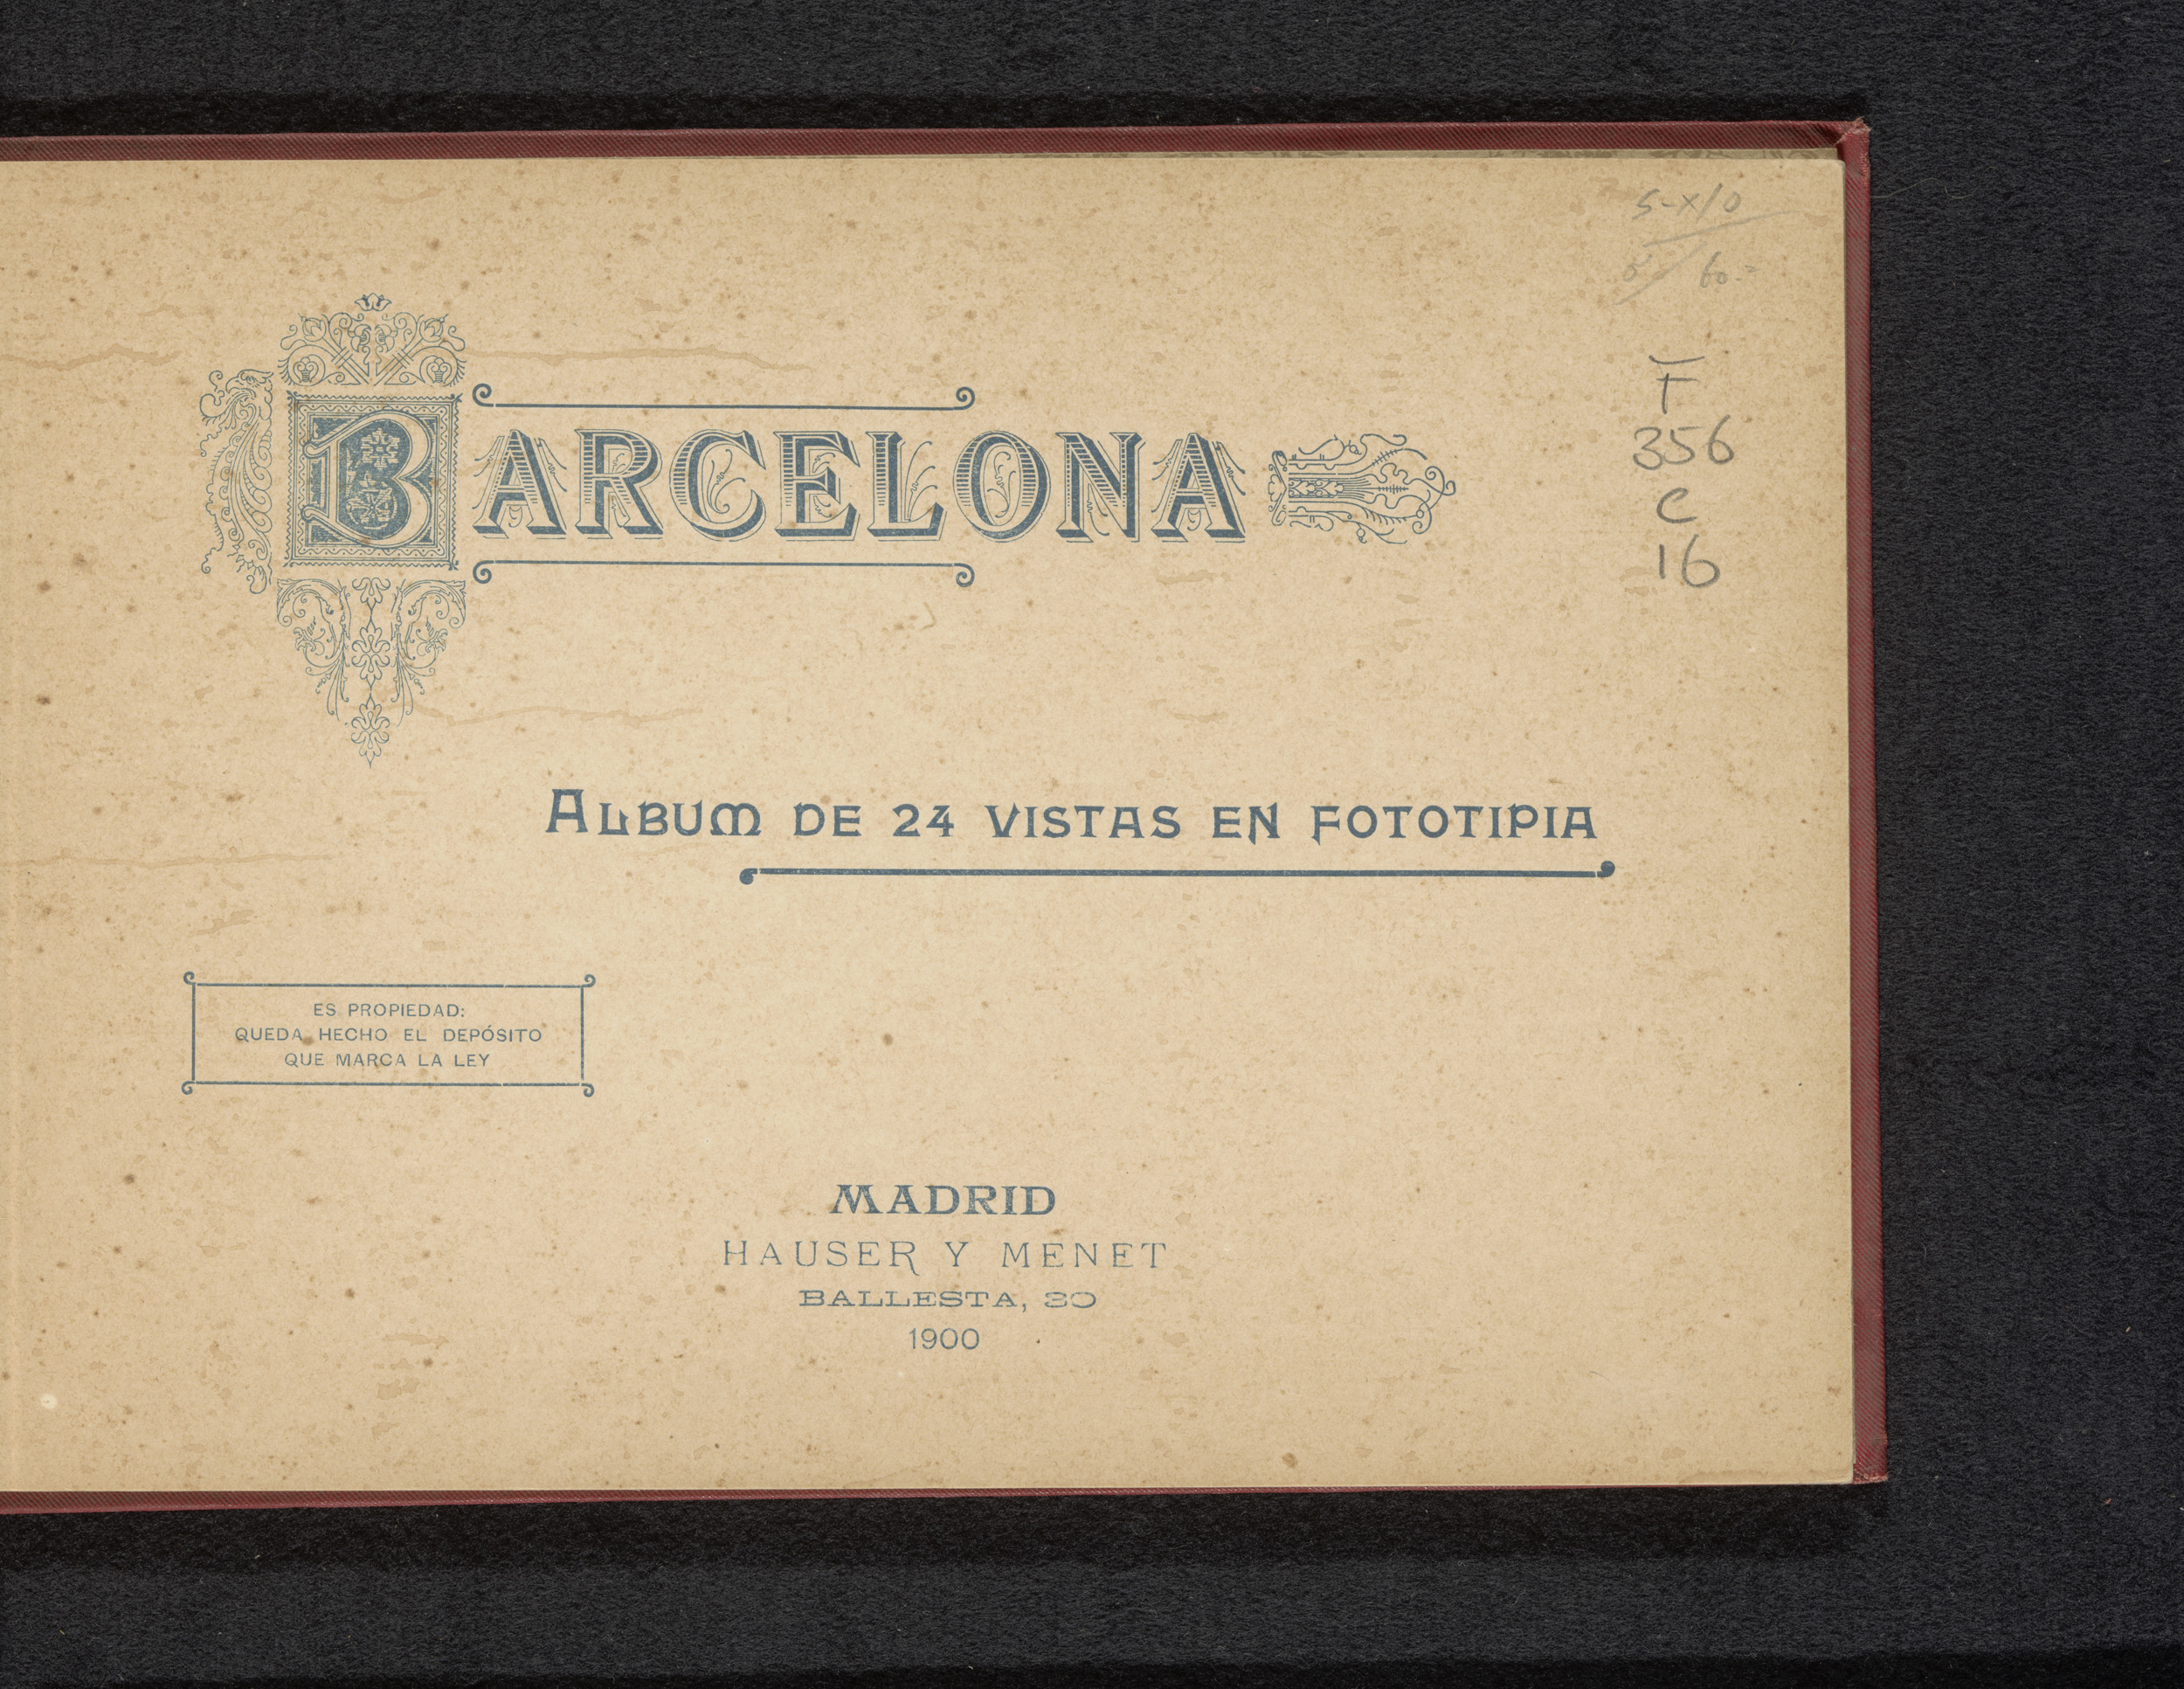 BARCELONA
ALBUM DE 24 VISTAS EN FOTOTIPIA
ES PROPIEDAD:
QUEDA HECHO EL DEPÓSITO
QUE MARCA LA LEY
MADRID
HAUSER Y MENET
BALLESTA, 30
1900
S-X/0
60.=
F
356
C
16